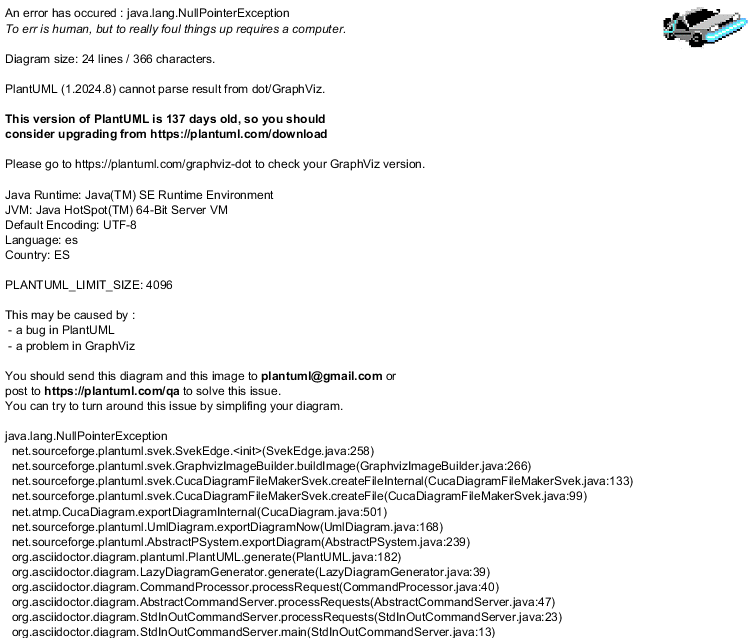 An error has occured : java.lang.NullPointerException
To err is human, but to really foul things up requires a computer.
Diagram size: 24 lines / 366 characters.
PlantUML (1.2024.8) cannot parse result from dot/GraphViz.
This version of PlantUML is 137 days old, so you should
consider upgrading from https://plantuml.com/download
Please go to https://plantuml.com/graphviz-dot to check your GraphViz version.
Java Runtime: Java(TM) SE Runtime Environment
JVM: Java HotSpot(TM) 64-Bit Server VM
Default Encoding: UTF-8
Language: es
Country: ES
PLANTUML_LIMIT_SIZE: 4096
This may be caused by :
- a bug in PlantUML
- a problem in GraphViz
You should send this diagram and this image to plantuml@gmail.com or
post to https://plantuml.com/qa to solve this issue.
You can try to turn around this issue by simplifing your diagram.
java.lang.NullPointerException
net.sourceforge.plantuml.svek.SvekEdge.<init>(SvekEdge.java:258)
net.sourceforge.plantuml.svek.GraphvizImageBuilder.buildImage(GraphvizImageBuilder.java:266)
net.sourceforge.plantuml.svek.CucaDiagramFileMakerSvek.createFileInternal(CucaDiagramFileMakerSvek.java:133)
net.sourceforge.plantuml.svek.CucaDiagramFileMakerSvek.createFile(CucaDiagramFileMakerSvek.java:99)
net.atmp.CucaDiagram.exportDiagramInternal(CucaDiagram.java:501)
net.sourceforge.plantuml.UmlDiagram.exportDiagramNow(UmlDiagram.java:168)
net.sourceforge.plantuml.AbstractPSystem.exportDiagram(AbstractPSystem.java:239)
org.asciidoctor.diagram.plantuml.PlantUML.generate(PlantUML.java:182)
org.asciidoctor.diagram.LazyDiagramGenerator.generate(LazyDiagramGenerator.java:39)
org.asciidoctor.diagram.CommandProcessor.processRequest(CommandProcessor.java:40)
org.asciidoctor.diagram.AbstractCommandServer.processRequests(AbstractCommandServer.java:47)
org.asciidoctor.diagram.StdInOutCommandServer.processRequests(StdInOutCommandServer.java:23)
org.asciidoctor.diagram.StdInOutCommandServer.main(StdInOutCommandServer.java:13)